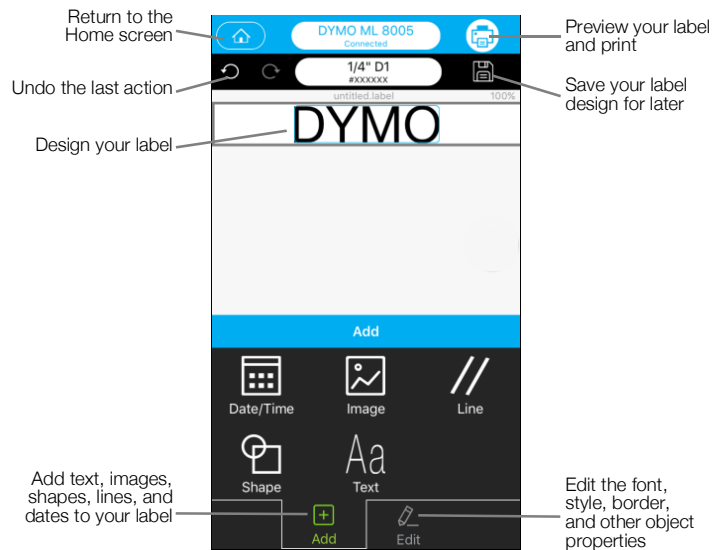 Return to the
Home screen
DYMO ML 8005
Connected
Preview your label
and print
Undo the last action
1/4" D1
#XXXXXX
Save your label
design for later
untitled.label
100%
Design your label
DYMO
Add
Date/Time
Image
Line
Shape
Aa
Text
Add text, images,
shapes, lines, and
dates to your label
Add
Edit
Edit the font,
style, border,
and other object
properties